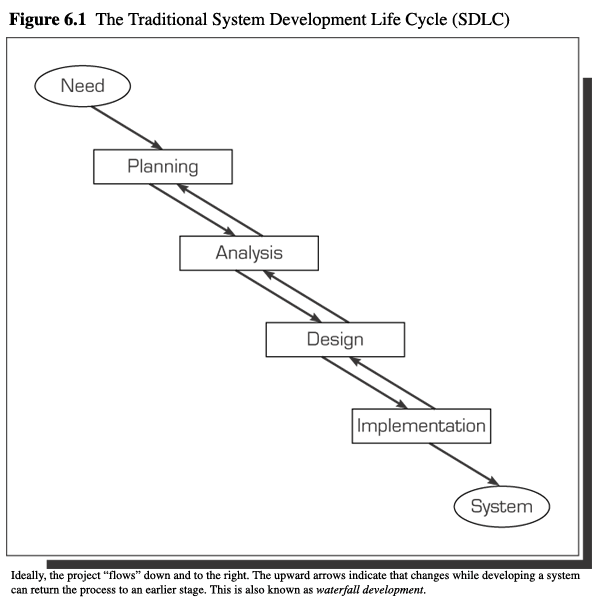 Figure 6.1 The Traditional System Development Life Cycle (SDLC)
Need
Planning
Analysis
Design
Implementation
System
Ideally, the project “flows” down and to the right. The upward arrows indicate that changes while developing a system
can return the process to an earlier stage. This is also known as waterfall development.